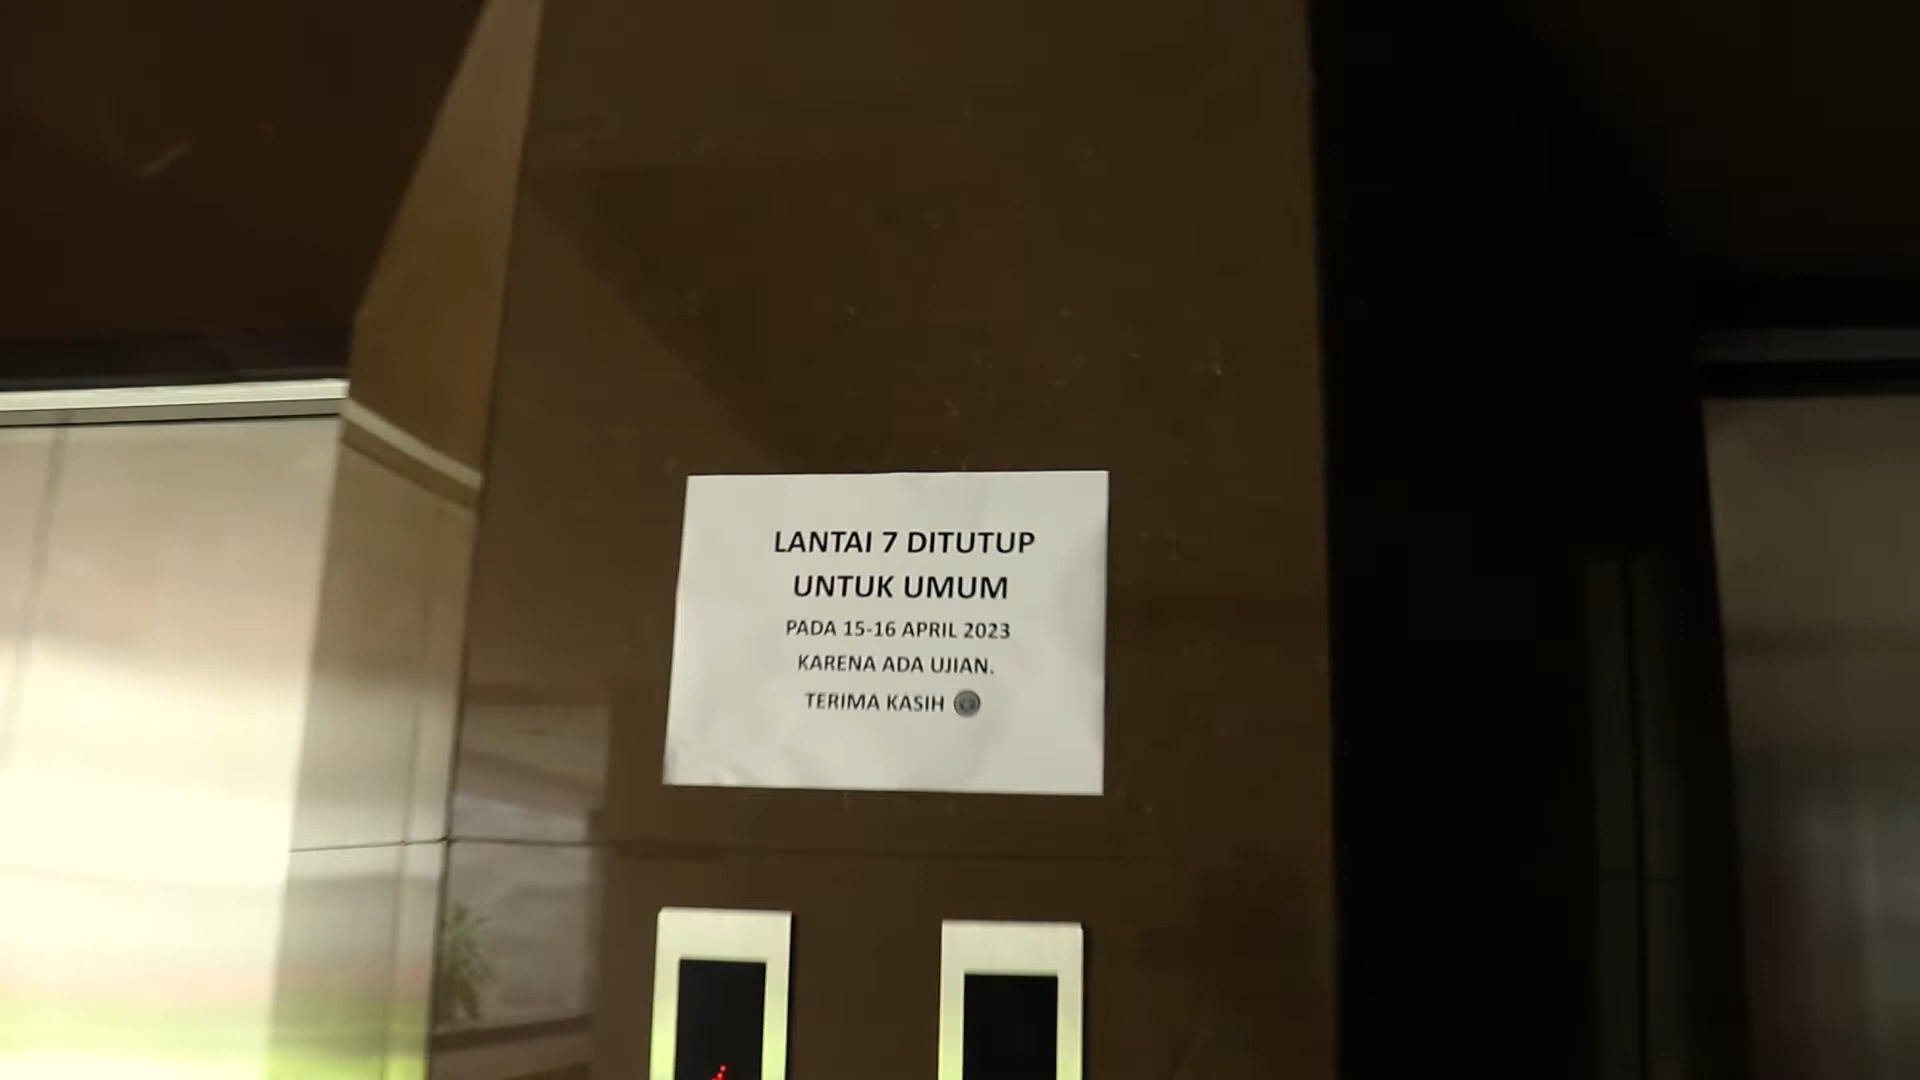 LANTAI 7 DITUTUP
UNTUK UMUM
PADA 15-16 APRIL 2023
KARENA ADA UJIAN.
TERIMA KASIH